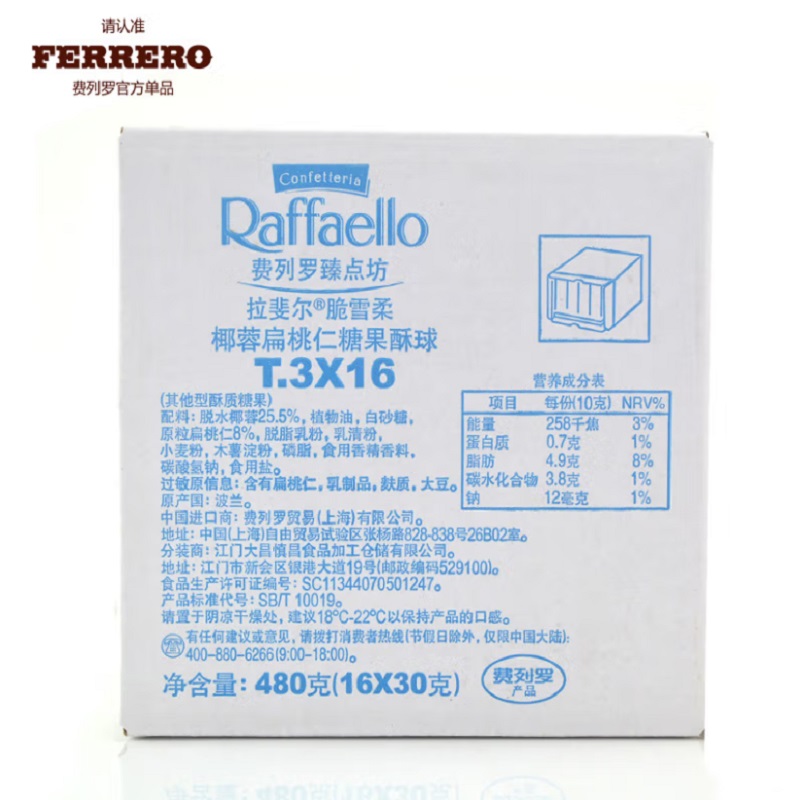 请认准
FERRERO
费列罗官方单品
Confetteria
Raffaello
费列罗臻点坊
拉斐尔®脆雪柔
椰蓉扁桃仁糖果酥球
T.3X16
(其他型酥质糖果)
配料：脱水椰蓉25.5%，植物油，白砂糖，
原粒扁桃仁8%，脱脂乳粉，乳清粉，
小麦粉，木薯淀粉，磷脂，食用香精香料，
碳酸氢钠，食用盐。
过敏原信息：含有扁桃仁，乳制品，麸质，大豆。
原产国：波兰。
中国进口商：费列罗贸易(上海)有限公司。
地址：中国(上海)自由贸易试验区张杨路828-838号26B02室。
分装商：江门大昌慎昌食品加工仓储有限公司。
地址：江门市新会区银港大道19号(邮政编码529100)。
食品生产许可证编号：SC11344070501247。
产品标准代号：SB/T 10019。
请置于阴凉干燥处，建议18℃-22℃以保持产品的口感。
有任何建议或意见，请拨打消费者热线(节假日除外，仅限中国大陆)：
400-880-6266(9:00-18:00)。
净含量：480克(16X30克)
费列罗
产品
营养成分表
项目 每份(10克) NRV%
能量 258千焦 3%
蛋白质 0.7克 1%
脂肪 4.9克 8%
碳水化合物 3.8克 1%
钠 12毫克 1%